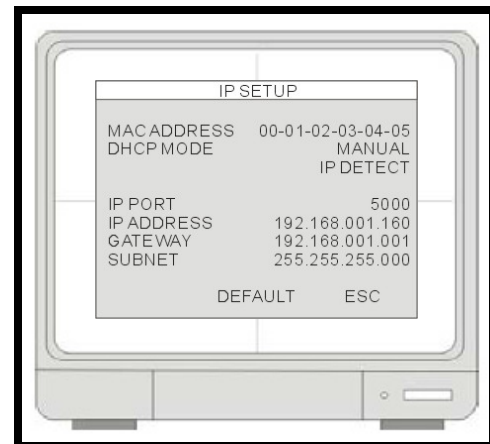 IP SETUP
MAC ADDRESS 00-01-02-03-04-05
DHCP MODE MANUAL
IP DETECT
IP PORT 5000
IP ADDRESS 192.168.001.160
GATEWAY 192.168.001.001
SUBNET 255.255.255.000
DEFAULT ESC